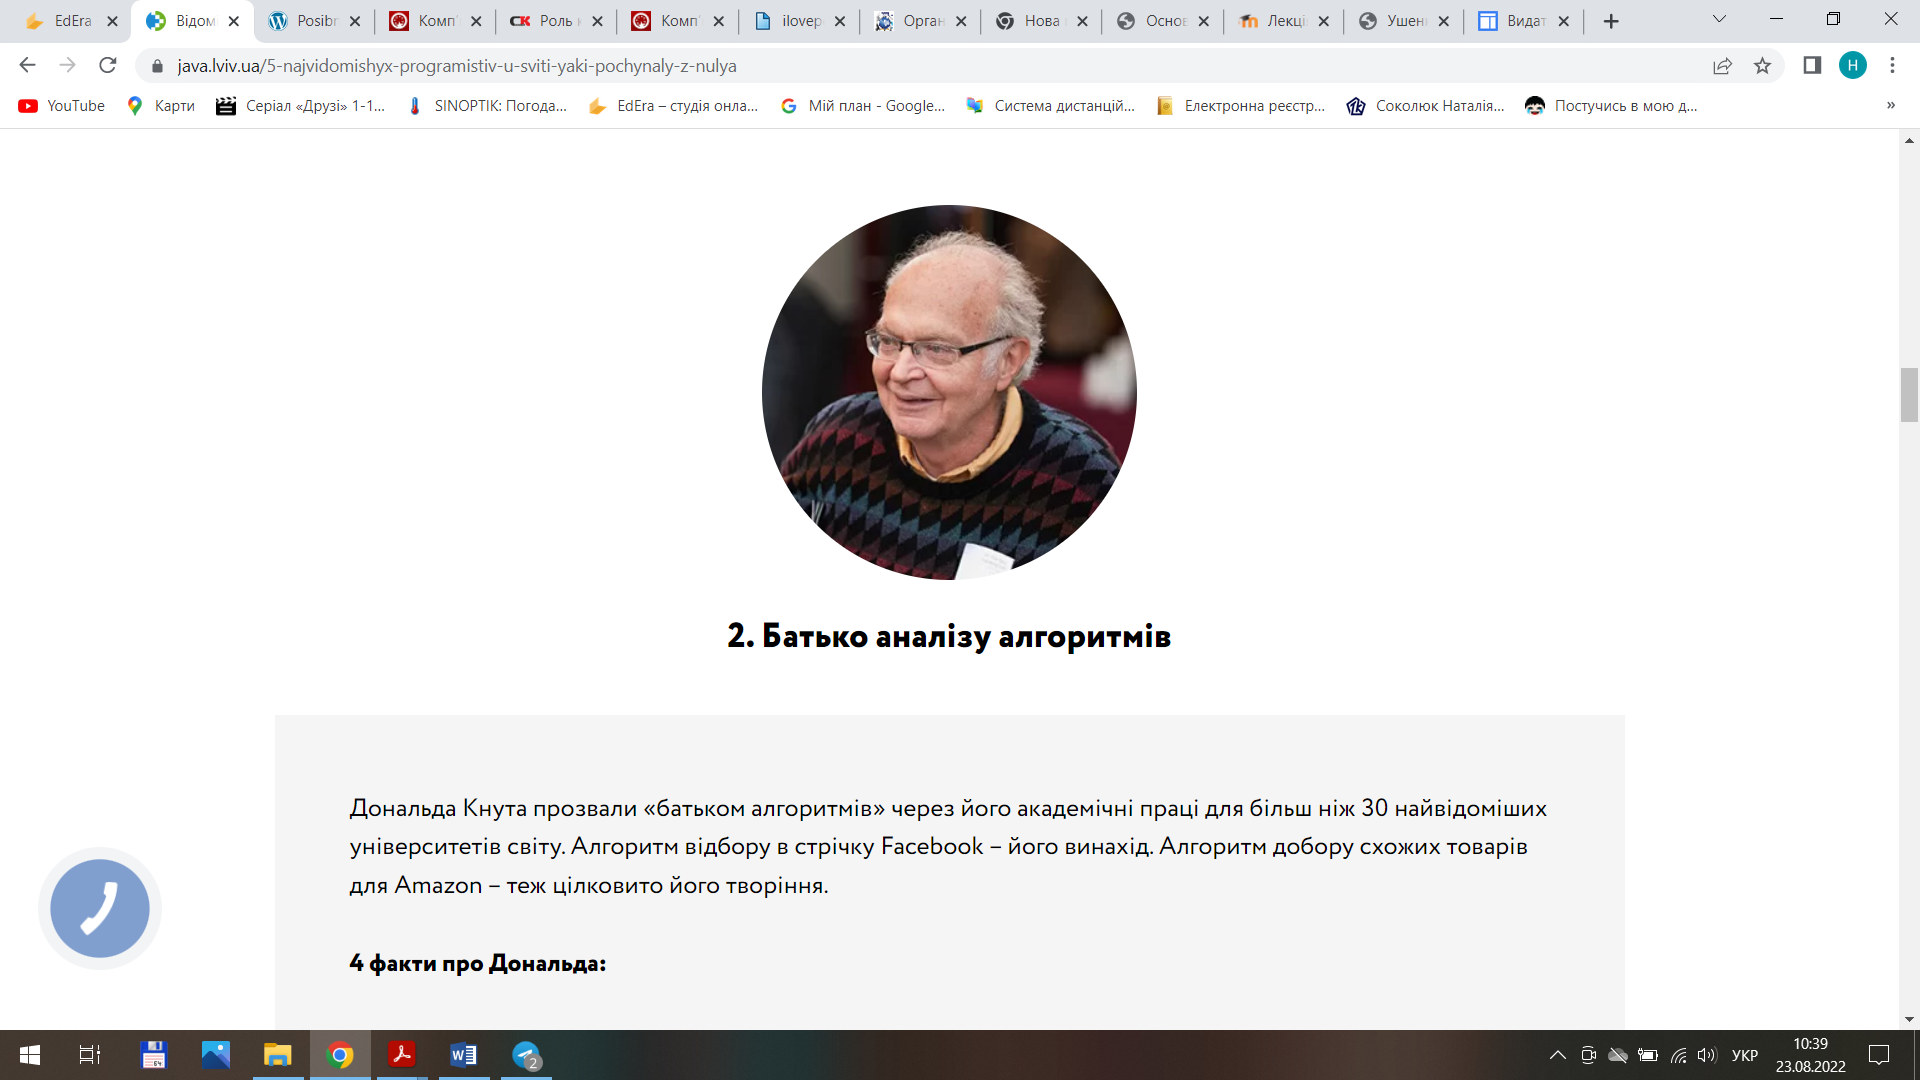 EdEra
Відом
Posibn
Комп'
Роль к
Комп'
ilovep
Орган
Нова
Основ
Лекці
Ушен
Видат
java.lviv.ua/5-najvidomishyx-programistiv-u-sviti-yaki-pochynaly-z-nulya
H
YouTube
Карти
Серіал «Друзі» 1-1...
SINOPTIK: Погода...
EdEra – студія онла...
Мій план - Google...
Система дистанцій...
Електронна реєстр...
Соколюк Наталія...
Постучись в мою д...
»
2. Батько аналізу алгоритмів
Дональда Кнута прозвали «батьком алгоритмів» через його академічні праці для більш ніж 30 найвідоміших
університетів світу. Алгоритм відбору в стрічку Facebook – його винахід. Алгоритм добору схожих товарів
для Amazon – теж цілковито його творіння.
4 факти про Дональда:
64
2
УКР
10:39
23.08.2022